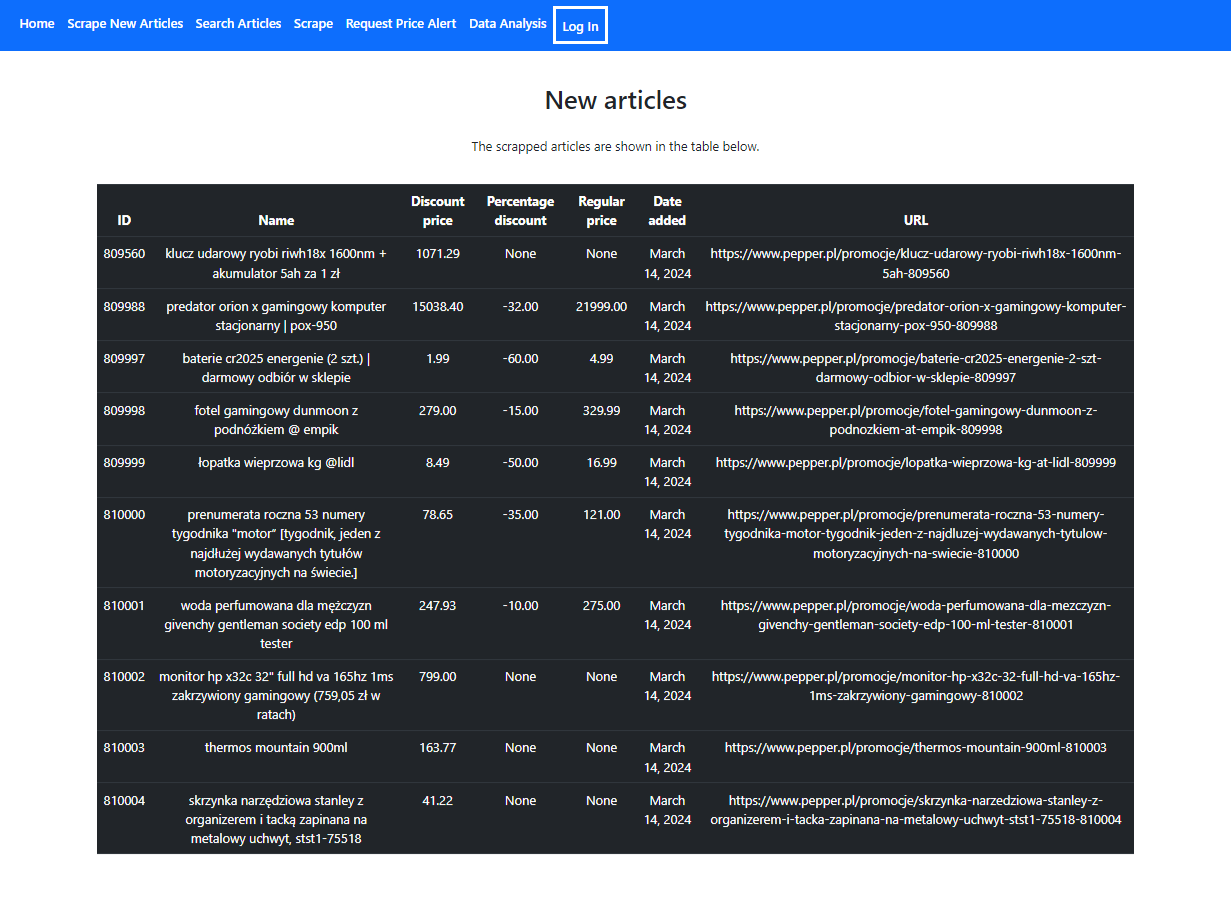 Home Scrape New Articles Search Articles Scrape Request Price Alert Data Analysis Log In
New articles
The scrapped articles are shown in the table below.
ID Name Discount price Percentage discount Regular price Date added URL
809560 klucz udarowy ryobi riwh18x 1600nm + 1071.29 None None March https://www.pepper.pl/promocje/klucz-udarowy-ryobi-riwh18x-1600nm-
akumulator 5ah za 1 zł 14, 2024 5ah-809560
809988 predator orion x gamingowy komputer 15038.40 -32.00 21999.00 March https://www.pepper.pl/promocje/predator-orion-x-gamingowy-komputer-
stacjonarny | pox-950 14, 2024 stacjonarny-pox-950-809988
809997 baterie cr2025 energenie (2 szt.) | 1.99 -60.00 4.99 March https://www.pepper.pl/promocje/baterie-cr2025-energenie-2-szt-
darmowy odbiór w sklepie 14, 2024 darmowy-odbior-w-sklepie-809997
809998 fotel gamingowy dunmoon z 279.00 -15.00 329.99 March https://www.pepper.pl/promocje/fotel-gamingowy-dunmoon-z-
podnóżkiem @ empik 14, 2024 podnozkiem-at-empik-809998
809999 łopatka wieprzowa kg @lidl 8.49 -50.00 16.99 March https://www.pepper.pl/promocje/lopatka-wieprzowa-kg-at-lidl-809999
14, 2024
810000 prenumerata roczna 53 numery 78.65 -35.00 121.00 March https://www.pepper.pl/promocje/prenumerata-roczna-53-numery-
tygodnika "motor" [tygodnik, jeden z 14, 2024 tygodnika-motor-tygodnik-jeden-z-najdluzej-wydawanych-tytulow-
najdłużej wydawanych tytułów motoryzacyjnych-na-swiecie-810000
motoryzacyjnych na świecie.]
810001 woda perfumowana dla mężczyzn 247.93 -10.00 275.00 March https://www.pepper.pl/promocje/woda-perfumowana-dla-mezczyzn-
givenchy gentleman society edp 100 ml 14, 2024 givenchy-gentleman-society-edp-100-ml-tester-810001
tester
810002 monitor hp x32c 32" full hd va 165hz 1ms 799.00 None None March https://www.pepper.pl/promocje/monitor-hp-x32c-32-full-hd-va-165hz-
zakrzywiony gamingowy (759,05 zł w 14, 2024 1ms-zakrzywiony-gamingowy-810002
ratach)
810003 thermos mountain 900ml 163.77 None None March https://www.pepper.pl/promocje/thermos-mountain-900ml-810003
14, 2024
810004 skrzynka narzędziowa stanley z 41.22 None None March https://www.pepper.pl/promocje/skrzynka-narzedziowa-stanley-z-
organizerem i tacką zapinana na 14, 2024 organizerem-i-tacka-zapinana-na-metalowy-uchwyt-stst1-75518-810004
metalowy uchwyt, stst1-75518